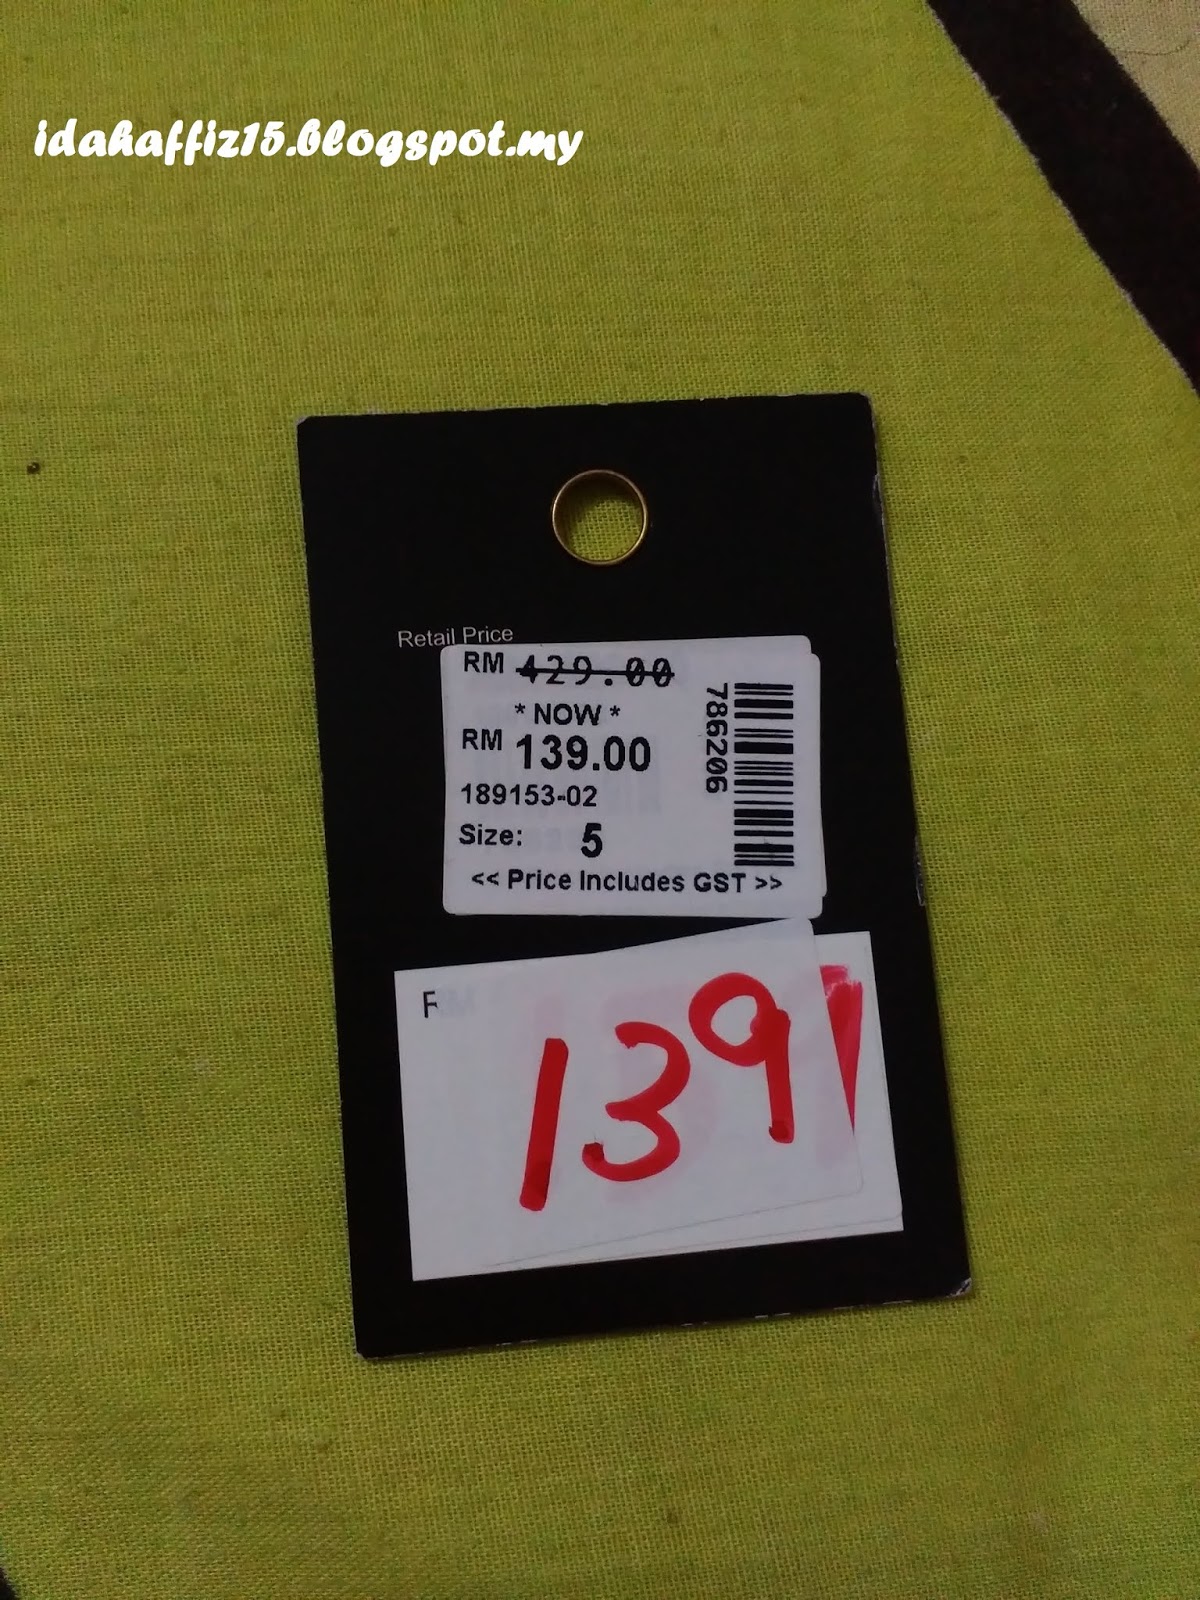 idahaffiz15.blogspot.my
Retail Price
RM 429.00
* NOW *
RM 139.00
189153-02
Size: 5
<< Price Includes GST >>
786206
139